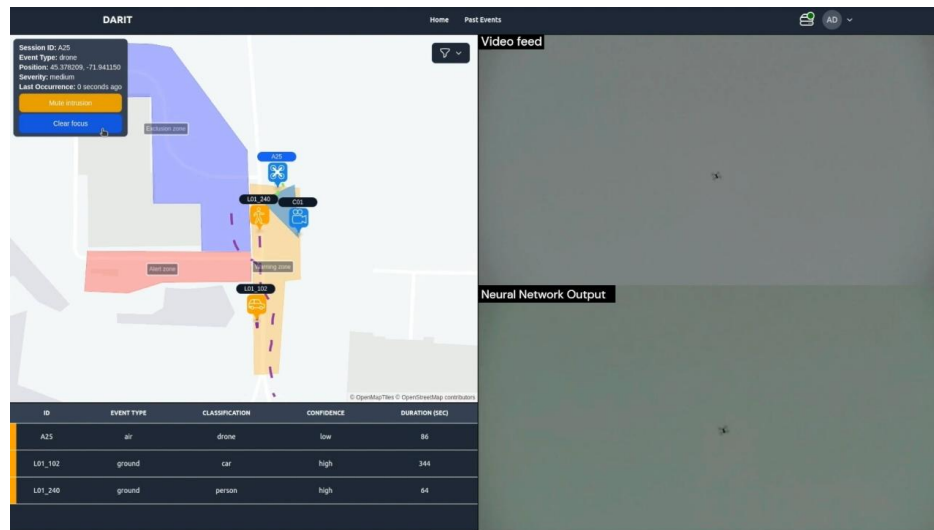 DARIT
Home Past Events
AD
Session ID: A25
Event Type: drone
Position: 45.378209, -71.941150
Severity: medium
Last Occurrence: 0 seconds ago
Mute intrusion
Clear focus
Exclusion zone
A25
L01_240
C01
Alert zone
Warning zone
L01_102
© OpenMapTiles © OpenStreetMap contributors
Video feed
Neural Network Output
ID EVENT TYPE CLASSIFICATION CONFIDENCE DURATION (SEC)
A25 air drone low 86
L01_102 ground car high 344
L01_240 ground person high 64